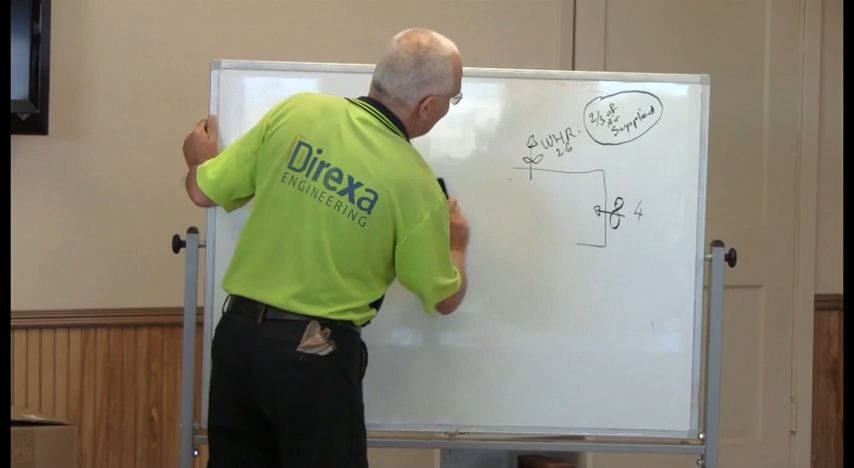 Direxa
ENGINEERING
2/3 of
Air
Supplied
WHR.
2-6
4